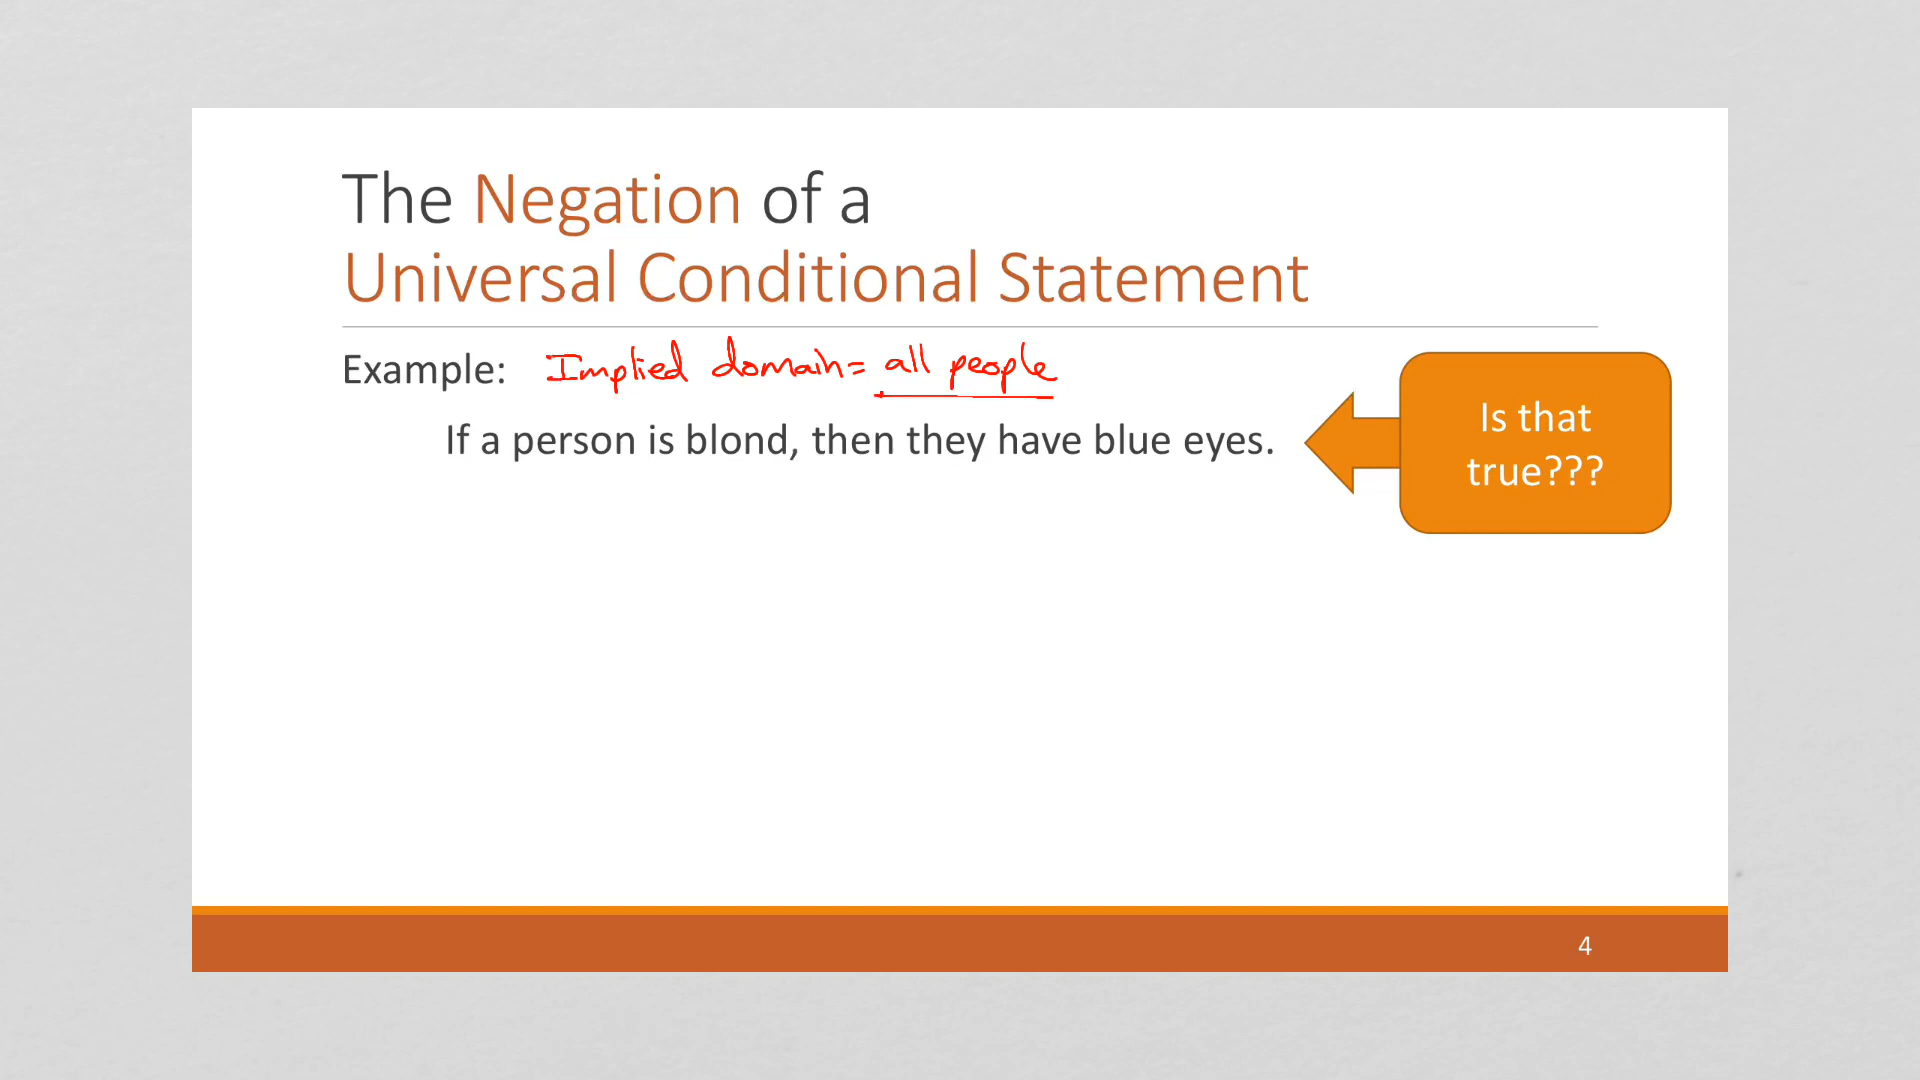 The Negation of a
Universal Conditional Statement
Example: Implied domain = all people
If a person is blond, then they have blue eyes.
Is that
true???
4